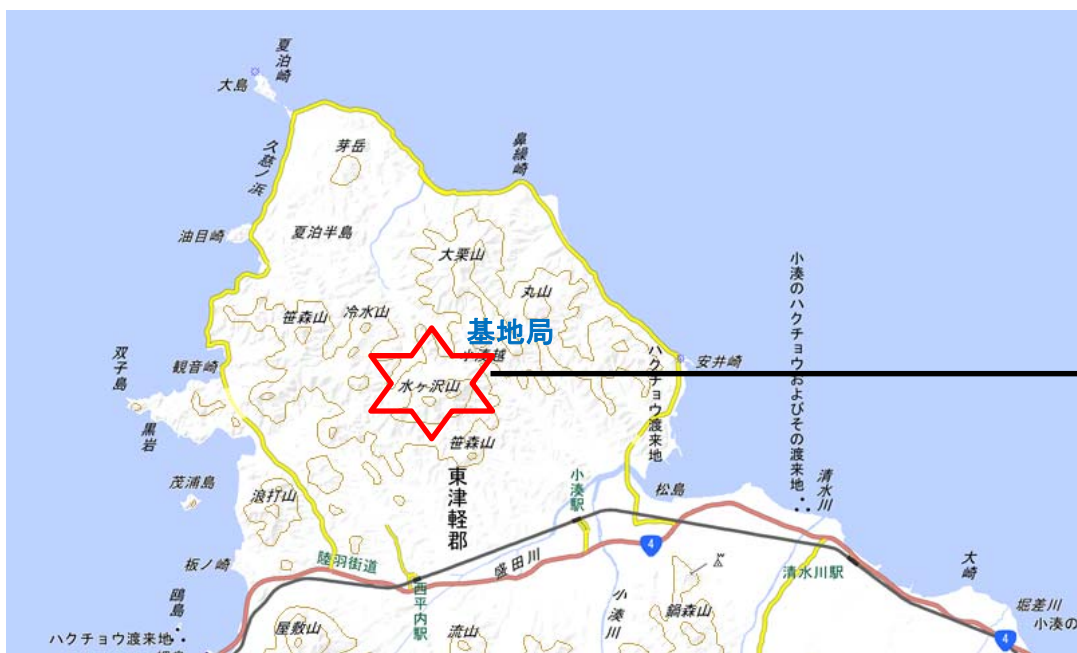 夏泊崎
大島
芽岳
久慈ノ浜
鼻繰崎
油目崎
夏泊半島
大栗山
小湊のハクチョウおよびその渡来地
丸山
冷水山
笹森山
基地局
小湊越
双子島
観音崎
水ヶ沢山
ハクチョウ渡来地
安井崎
黒岩
笹森山
東津軽郡
小湊駅
松島
清水川
茂浦島
浪打山
板ノ崎
陸羽街道
盛田川
4
清水川駅
大崎
西平内駅
鴎島
小湊川
鍋森山
堀差川
ハクチョウ渡来地
屋敷山
流山
小湊の
4